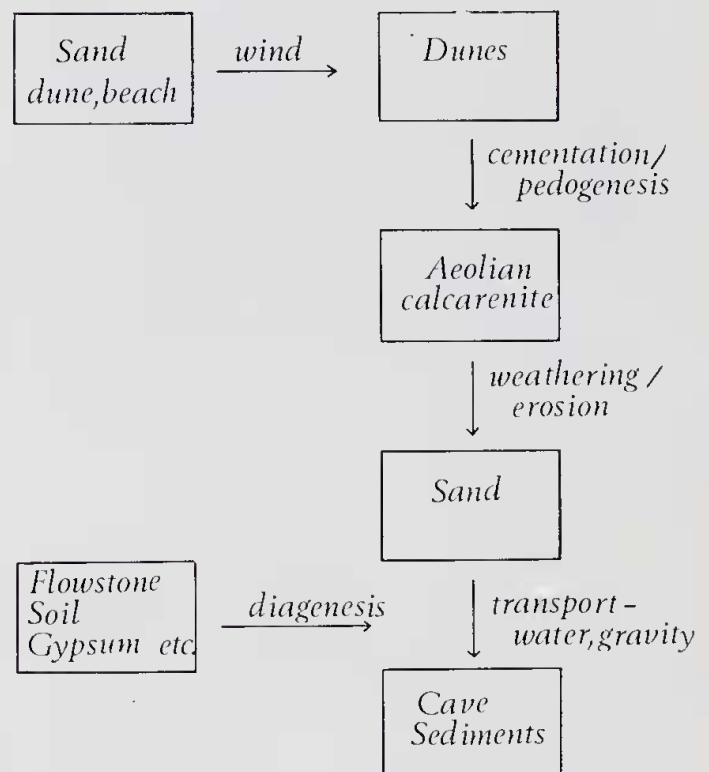 Sand
dune, beach
wind
Dunes
cementation/
pedogenesis
Aeolian
calcarenite
weathering /
erosion
Sand
Flowstone
Soil
Gypsum etc.
diagenesis
transport -
water, gravity
Cave
Sediments